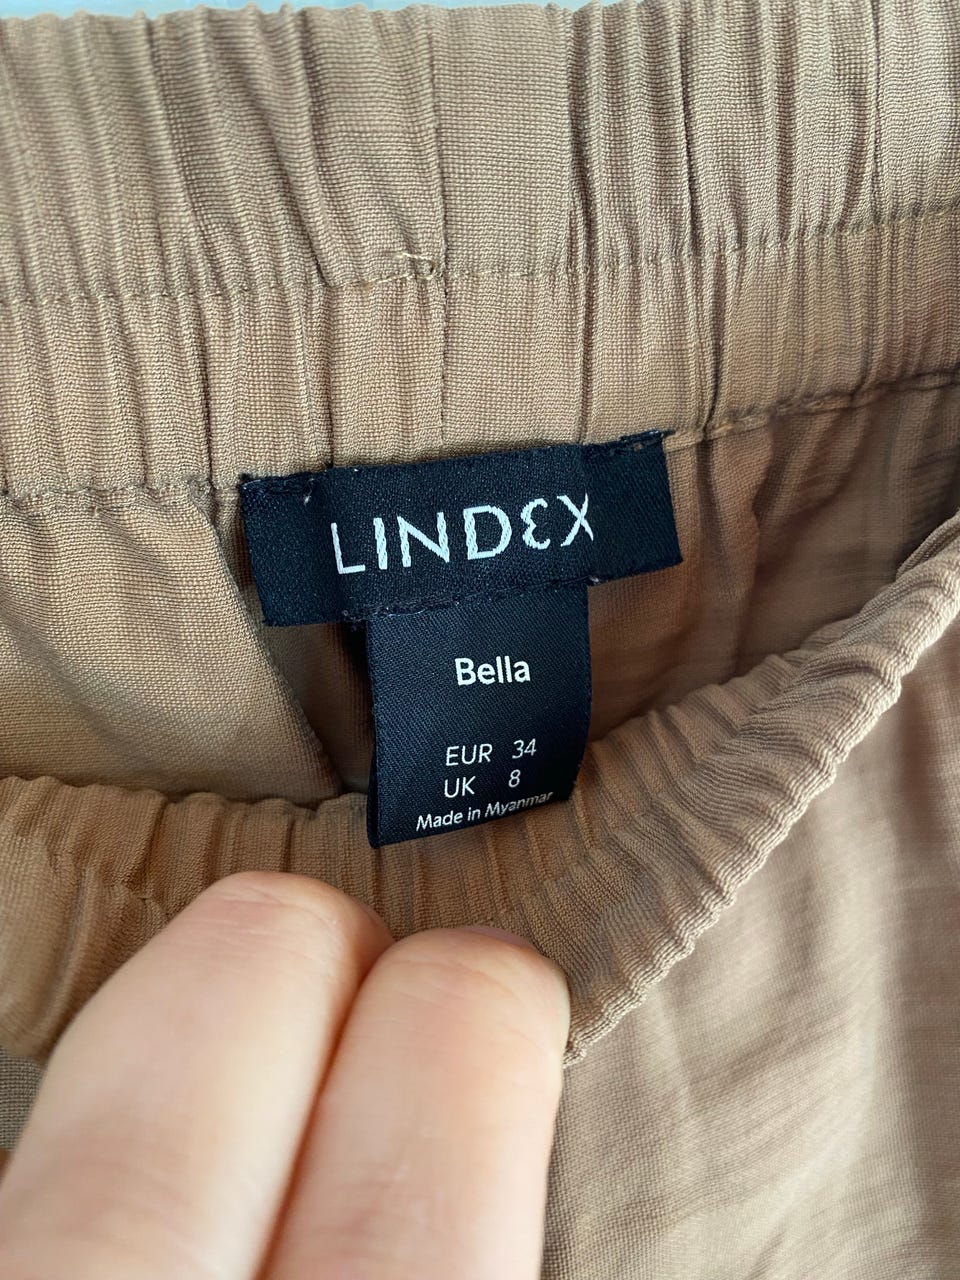 LINDEX
Bella
EUR 34
UK 8
Made in Myanmar